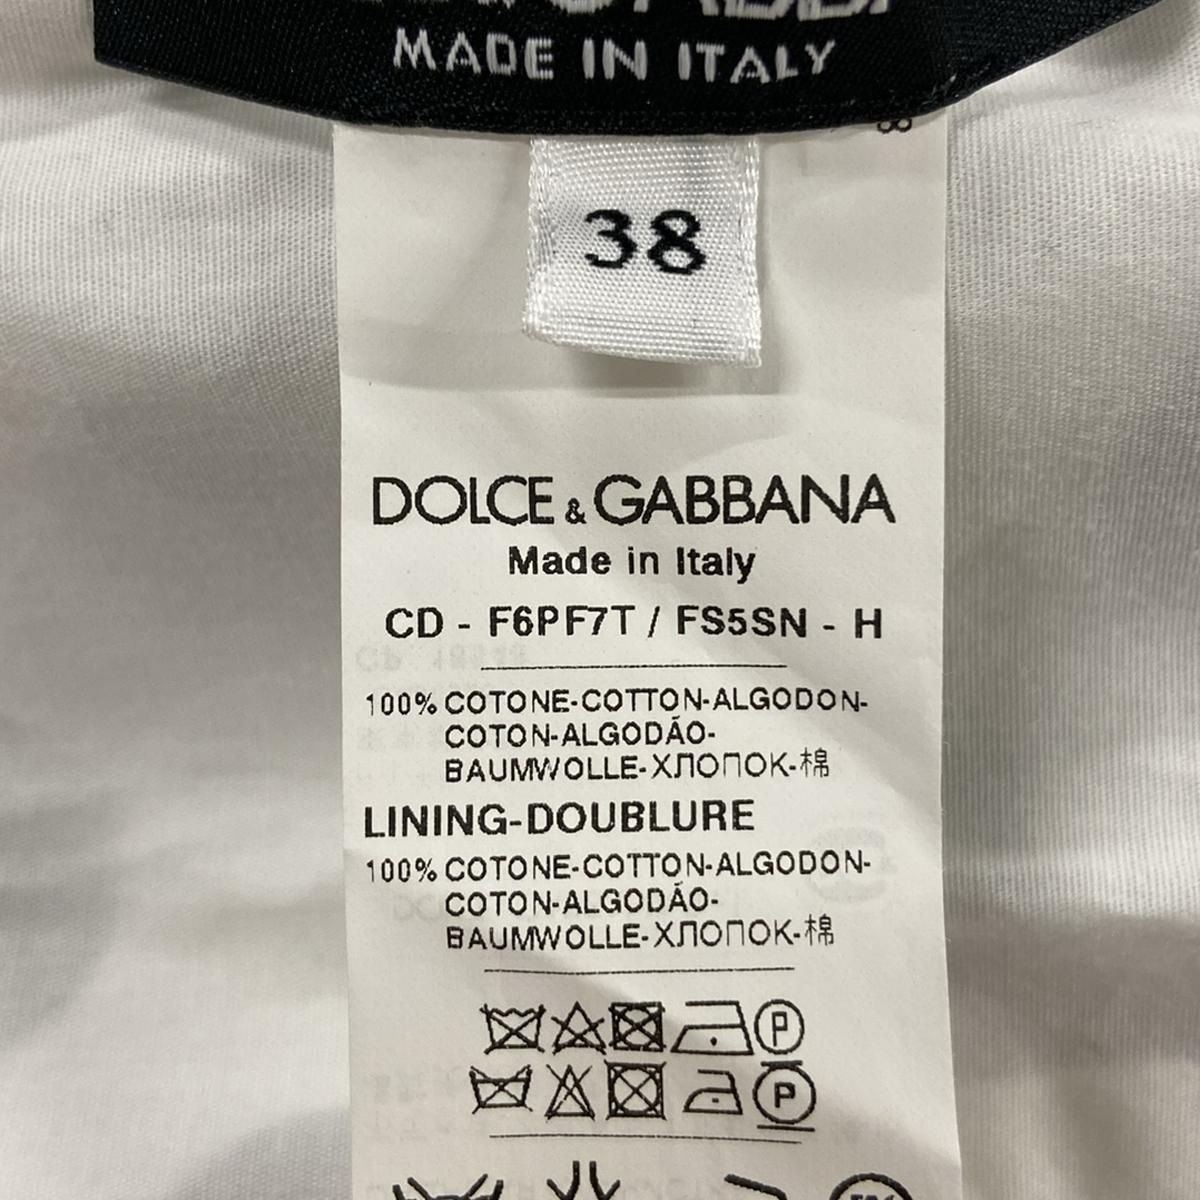 MADE IN ITALY
8
38
DOLCE & GABBANA
Made in Italy
CD - F6PF7T / FS5SN - H
100% COTONE-COTTON-ALGODON-
COTON-ALGODÃO-
BAUMWOLLE-ХЛОПОК-棉
LINING-DOUBLURE
100% COTONE-COTTON-ALGODON-
COTON-ALGODÃO-
BAUMWOLLE-ХЛОПОК-棉
P
P